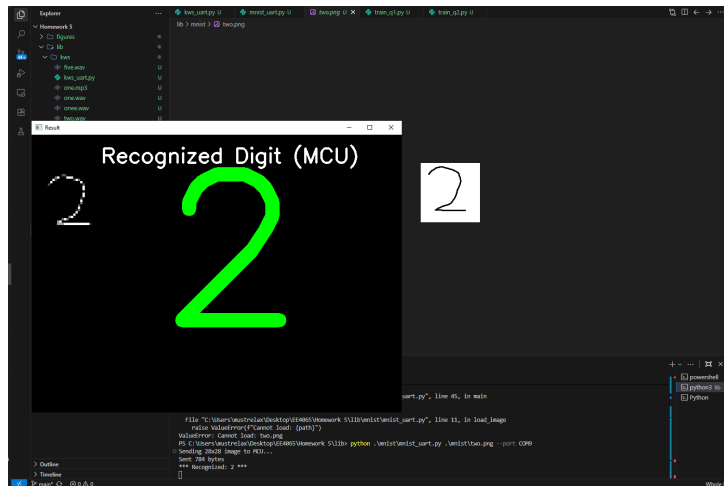 Explorer
kws_uart.py U
mnist_uart.py U
two.png U
train_q1.py U
train_q2.py U
Homework 5
lib > mnist > two.png
figures
lib
kws
five.wav U
kws_uart.py U
one.mp3 U
one.wav U
onee.wav U
two.wav U
Result
Recognized Digit (MCU)
2
2
2
powershell
python3 lib
Python
uart.py", line 45, in main
File "C:\Users\mustrelax\Desktop\EE4065\Homework 5\lib\mnist\mnist_uart.py", line 11, in load_image
raise ValueError(f"Cannot load: {path}")
ValueError: Cannot load: two.png
PS C:\Users\mustrelax\Desktop\EE4065\Homework 5\lib> python .\mnist\mnist_uart.py .\mnist\two.png --port COM9
Sending 28x28 image to MCU...
Sent 784 bytes
*** Recognized: 2 ***
Outline
Timeline
main*
0 0
Whole